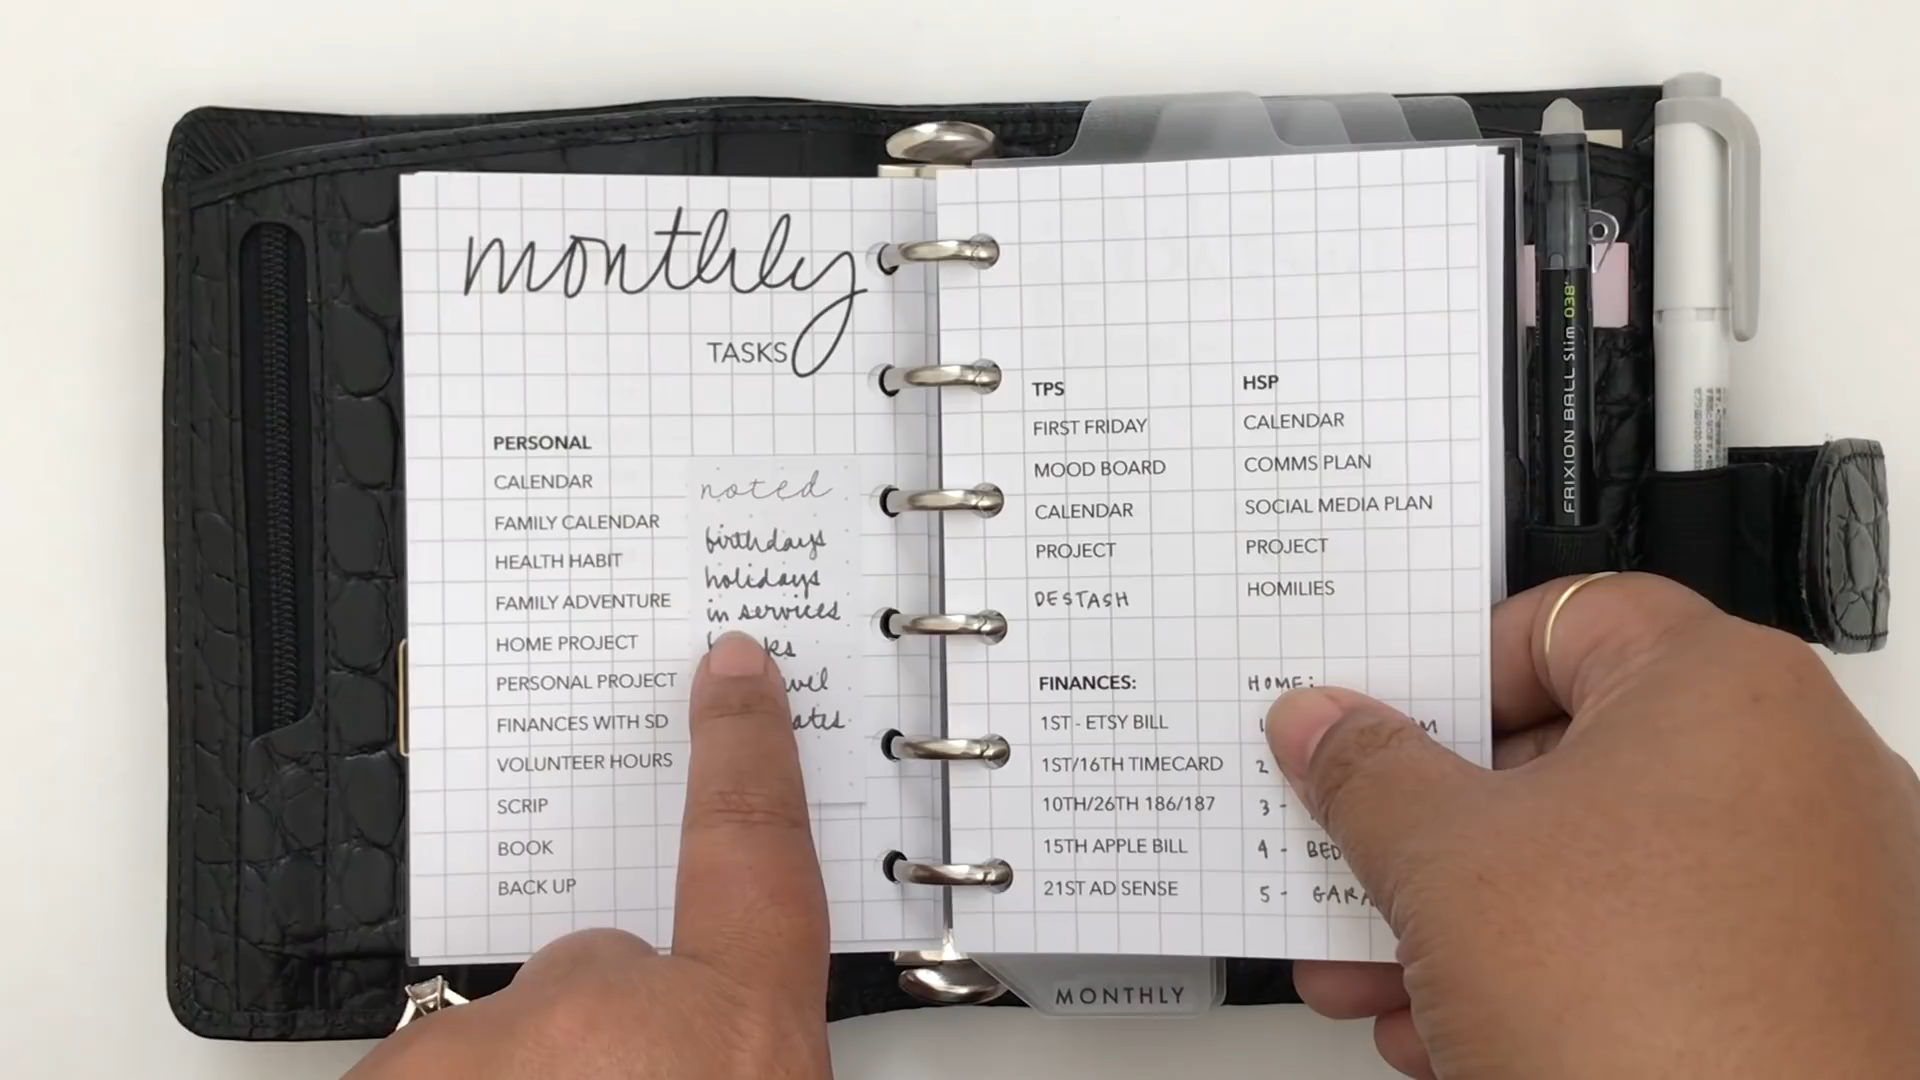 monthly
TASKS
PERSONAL
CALENDAR
FAMILY CALENDAR
HEALTH HABIT
FAMILY ADVENTURE
HOME PROJECT
PERSONAL PROJECT
FINANCES WITH SD
VOLUNTEER HOURS
SCRIP
BOOK
BACK UP
noted
birthdays
holidays
in services
TPS
FIRST FRIDAY
MOOD BOARD
CALENDAR
PROJECT
DESTASH
HSP
CALENDAR
COMMS PLAN
SOCIAL MEDIA PLAN
PROJECT
HOMILIES
FINANCES:
1ST - ETSY BILL
1ST/16TH TIMECARD
10TH/26TH 186/187
15TH APPLE BILL
21ST AD SENSE
HOME:
2
3 -
4 - BED
5 - GARA
MONTHLY
FRIXION BALL Slim 038